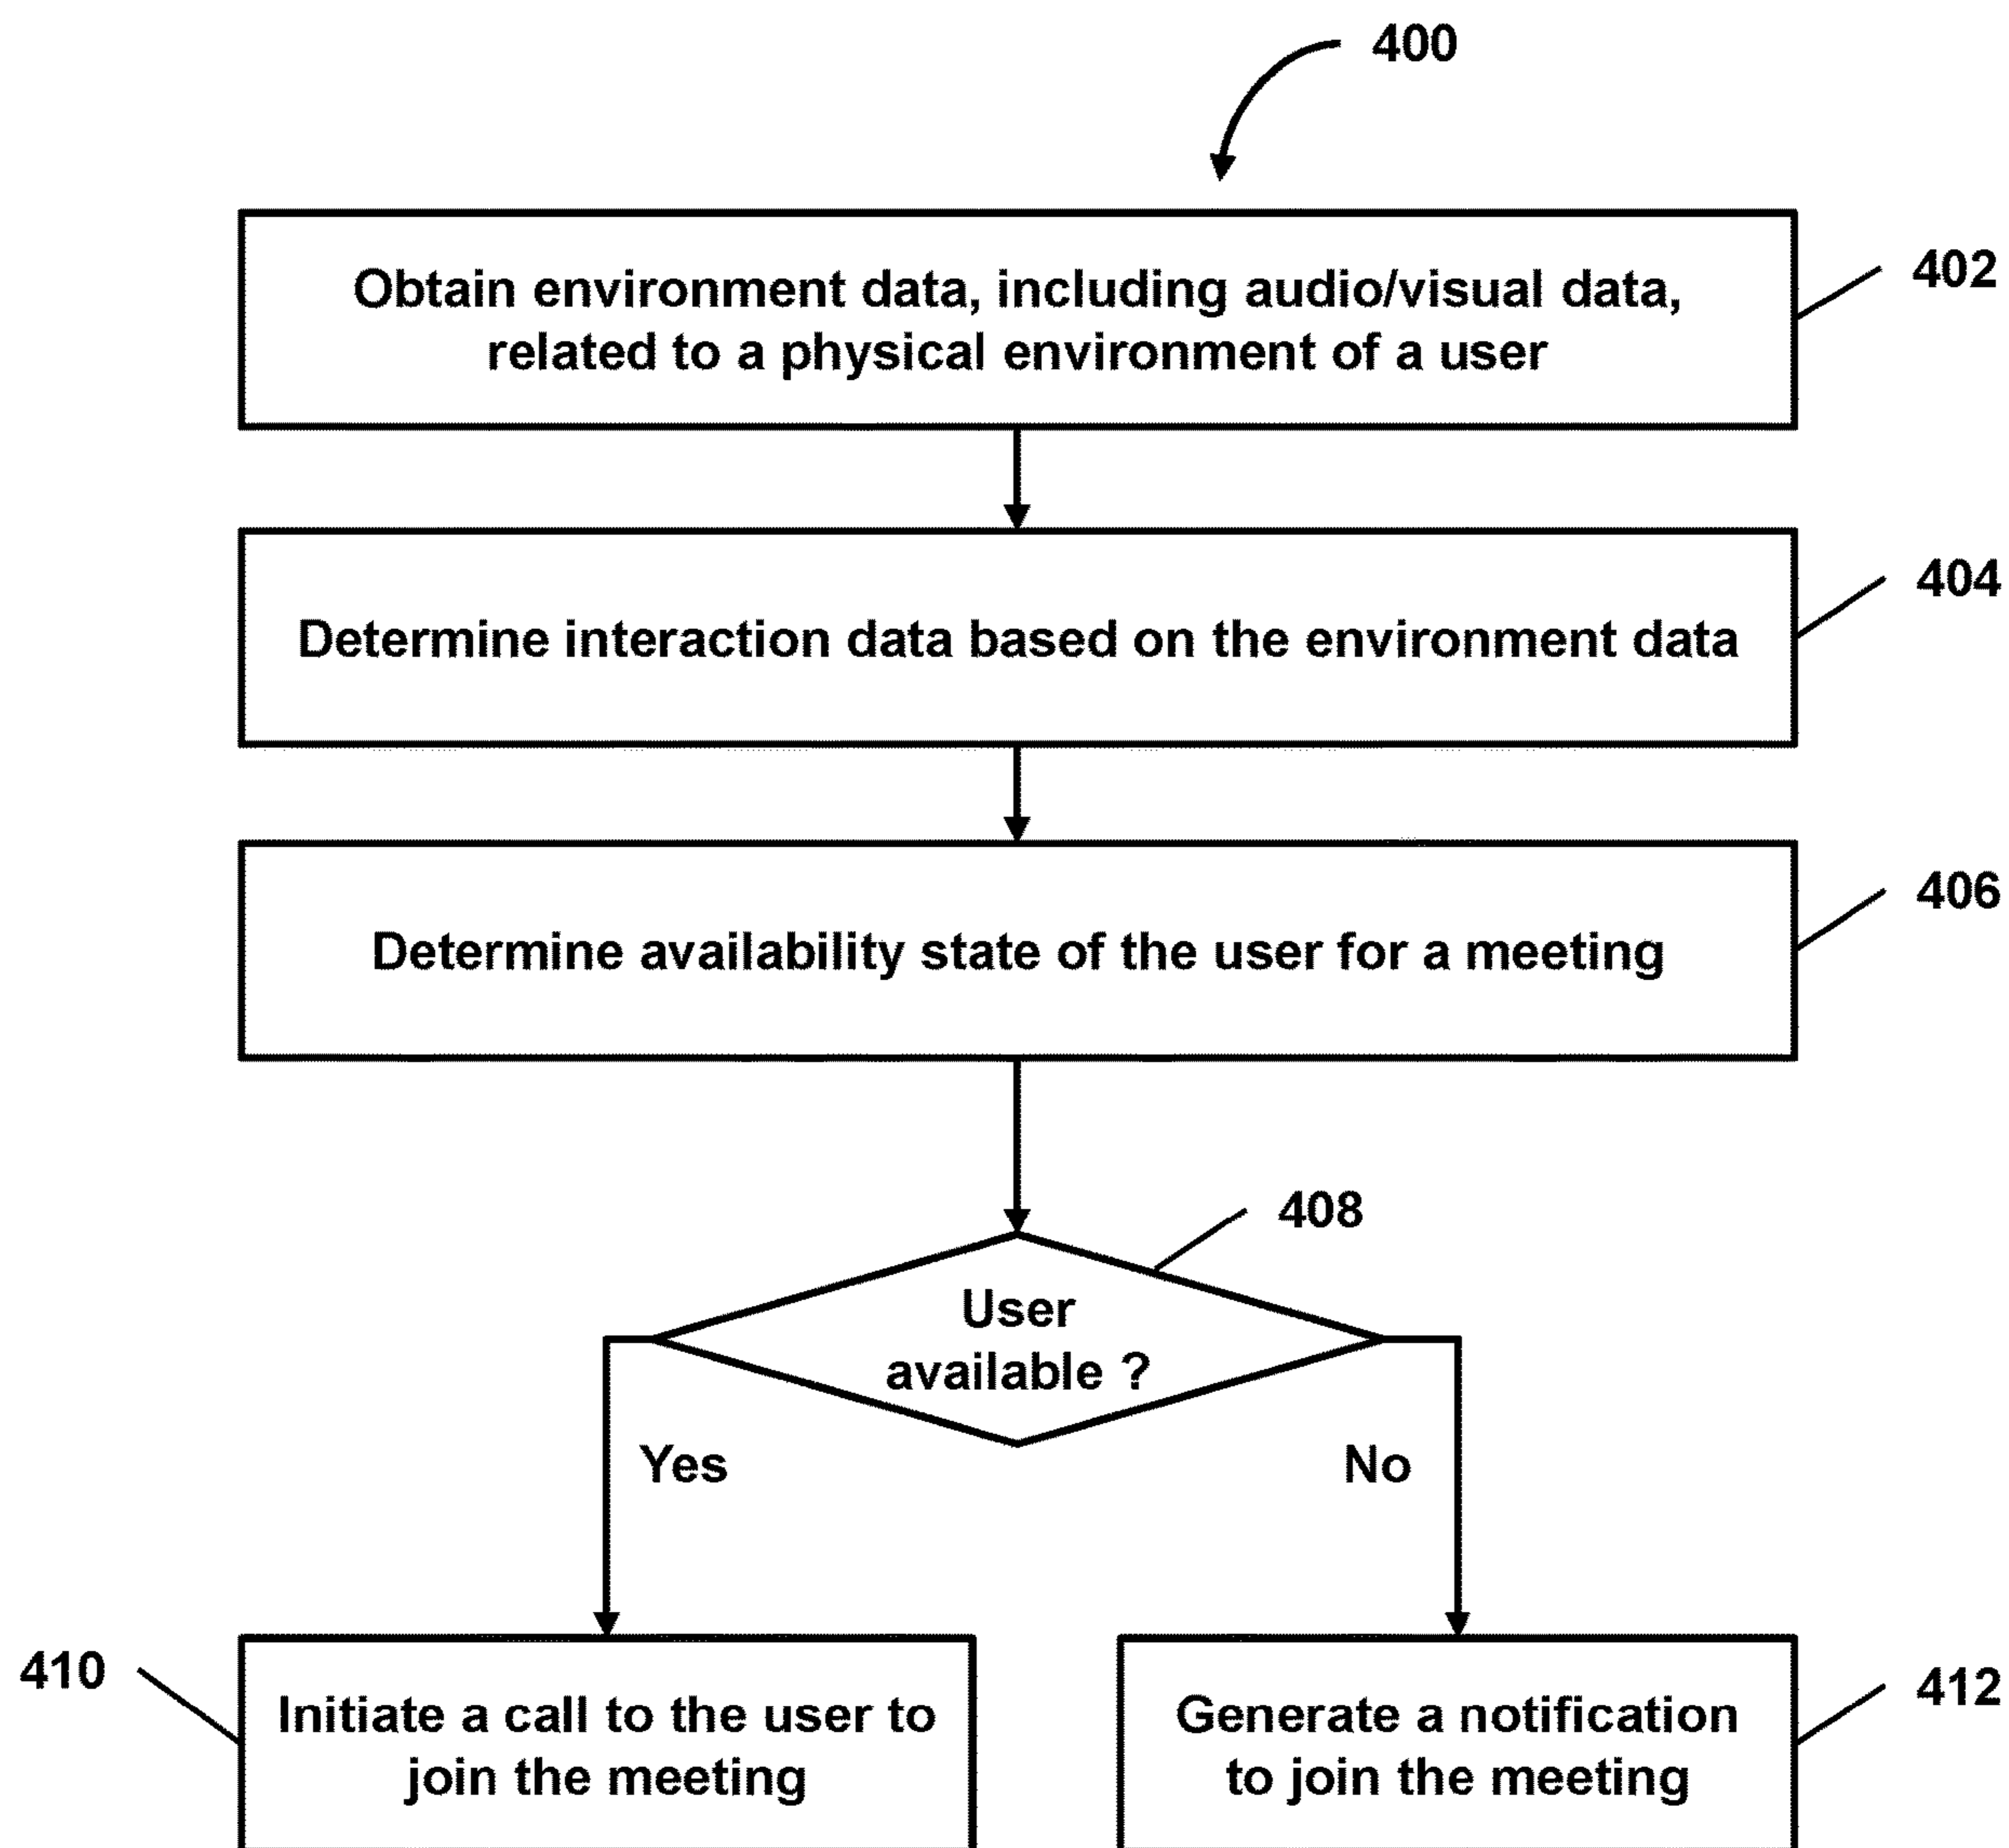 400
Obtain environment data, including audio/visual data,
related to a physical environment of a user
402
Determine interaction data based on the environment data
404
Determine availability state of the user for a meeting
406
408
User
available ?
Yes
No
410
Initiate a call to the user to
join the meeting
Generate a notification
to join the meeting
412